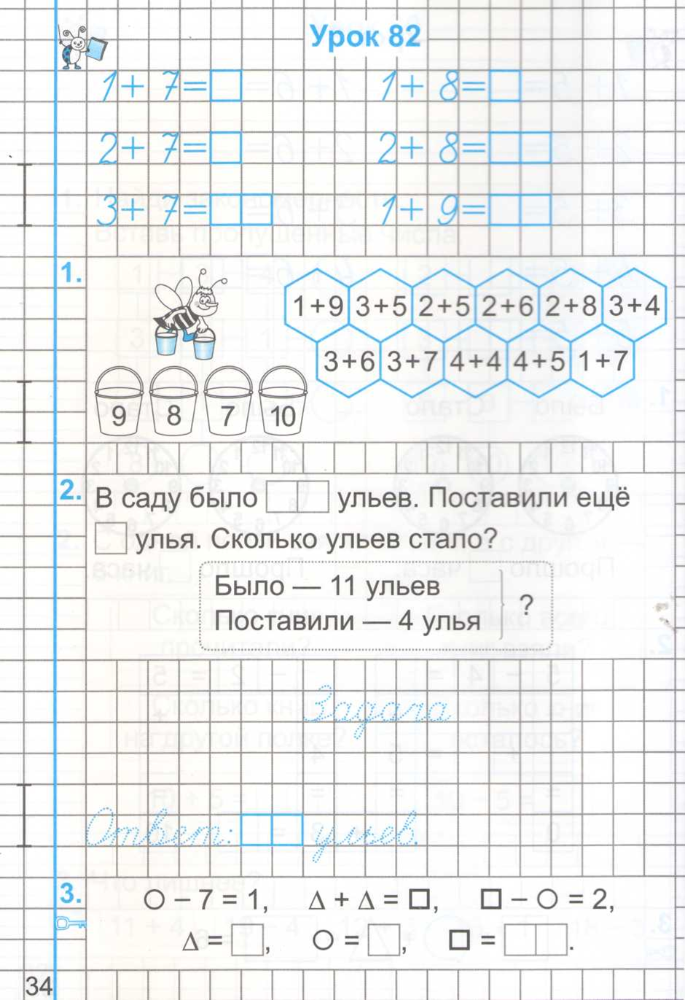 Урок 82
1 + 7 = 1 + 8 =
2 + 7 = 2 + 8 =
3 + 7 = 1 + 9 =
1.
1+9 3+5 2+5 2+6 2+8 3+4
3+6 3+7 4+4 4+5 1+7
9 8 7 10
2. В саду было ульев. Поставили ещё
улья. Сколько ульев стало?
Было — 11 ульев
Поставили — 4 улья
?
Задача
Ответ: ульев.
3. ○ – 7 = 1, Δ + Δ = □, □ – ○ = 2,
Δ = , ○ = , □ = .
34